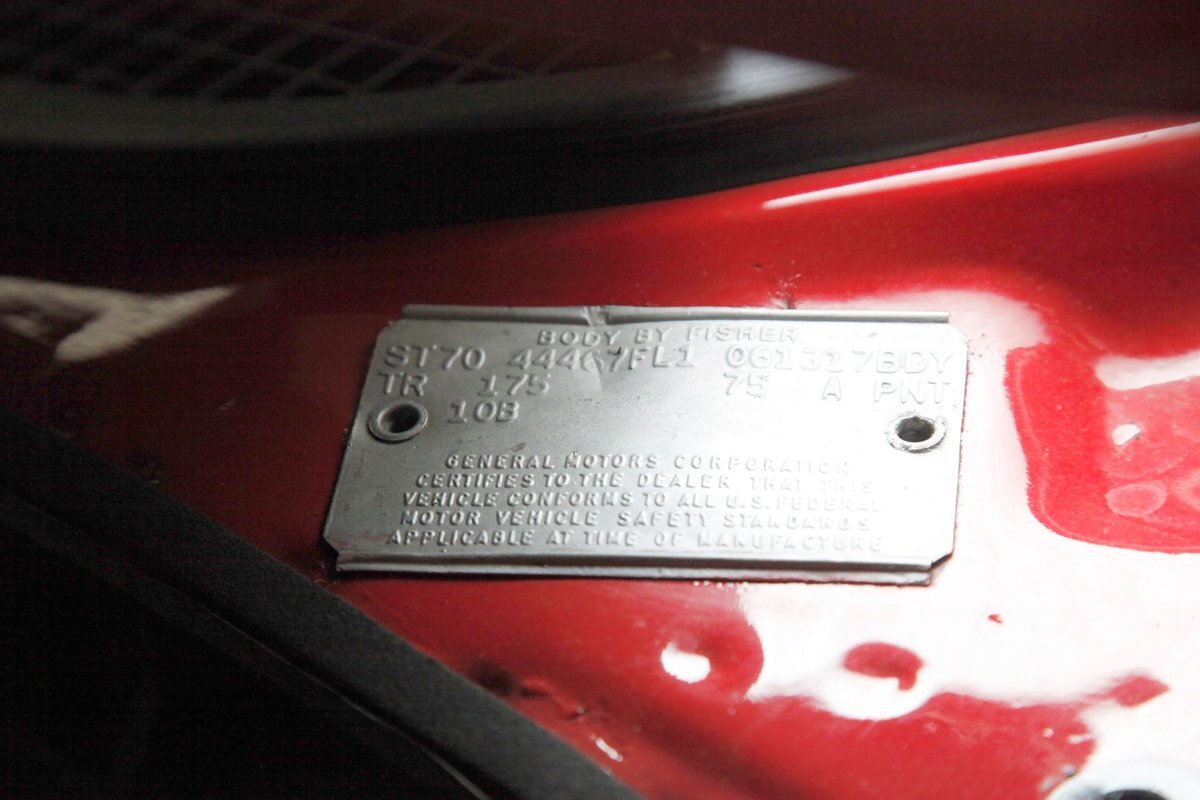 BODY BY FISHER
ST70 44467FL1 061317BDY
TR 175 75 A PNT
10B
GENERAL MOTORS CORPORATION
CERTIFIES TO THE DEALER THAT THIS
VEHICLE CONFORMS TO ALL U.S. FEDERAL
MOTOR VEHICLE SAFETY STANDARDS
APPLICABLE AT TIME OF MANUFACTURE